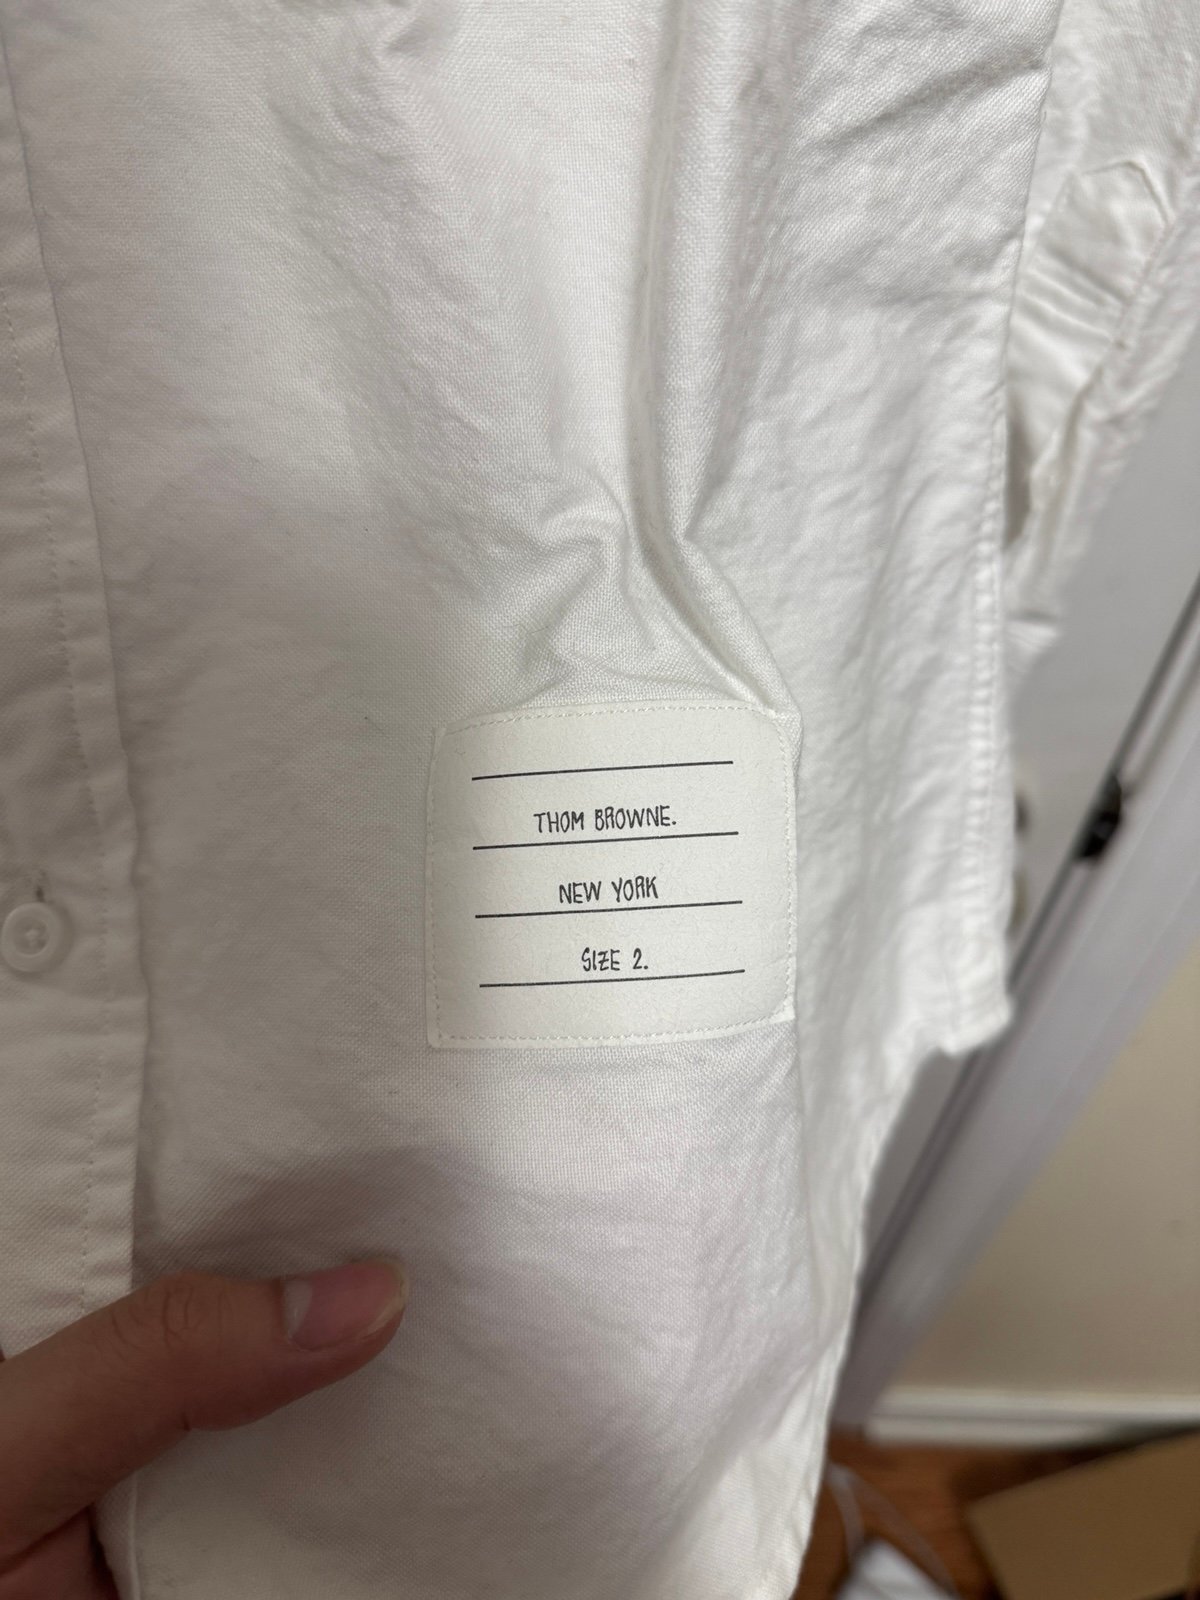 THOM BROWNE.
NEW YORK
SIZE 2.